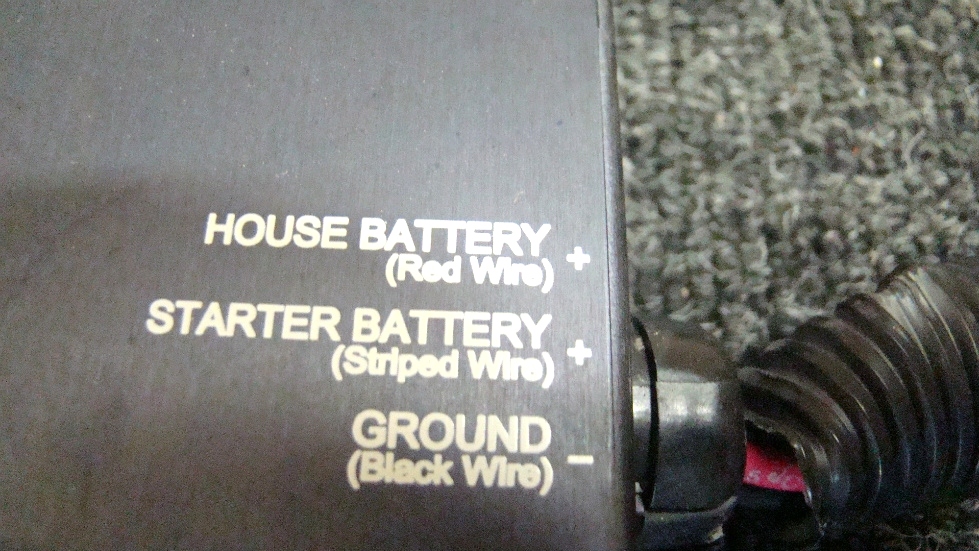 HOUSE BATTERY +
(Red Wire)
STARTER BATTERY +
(Striped Wire)
GROUND −
(Black Wire)